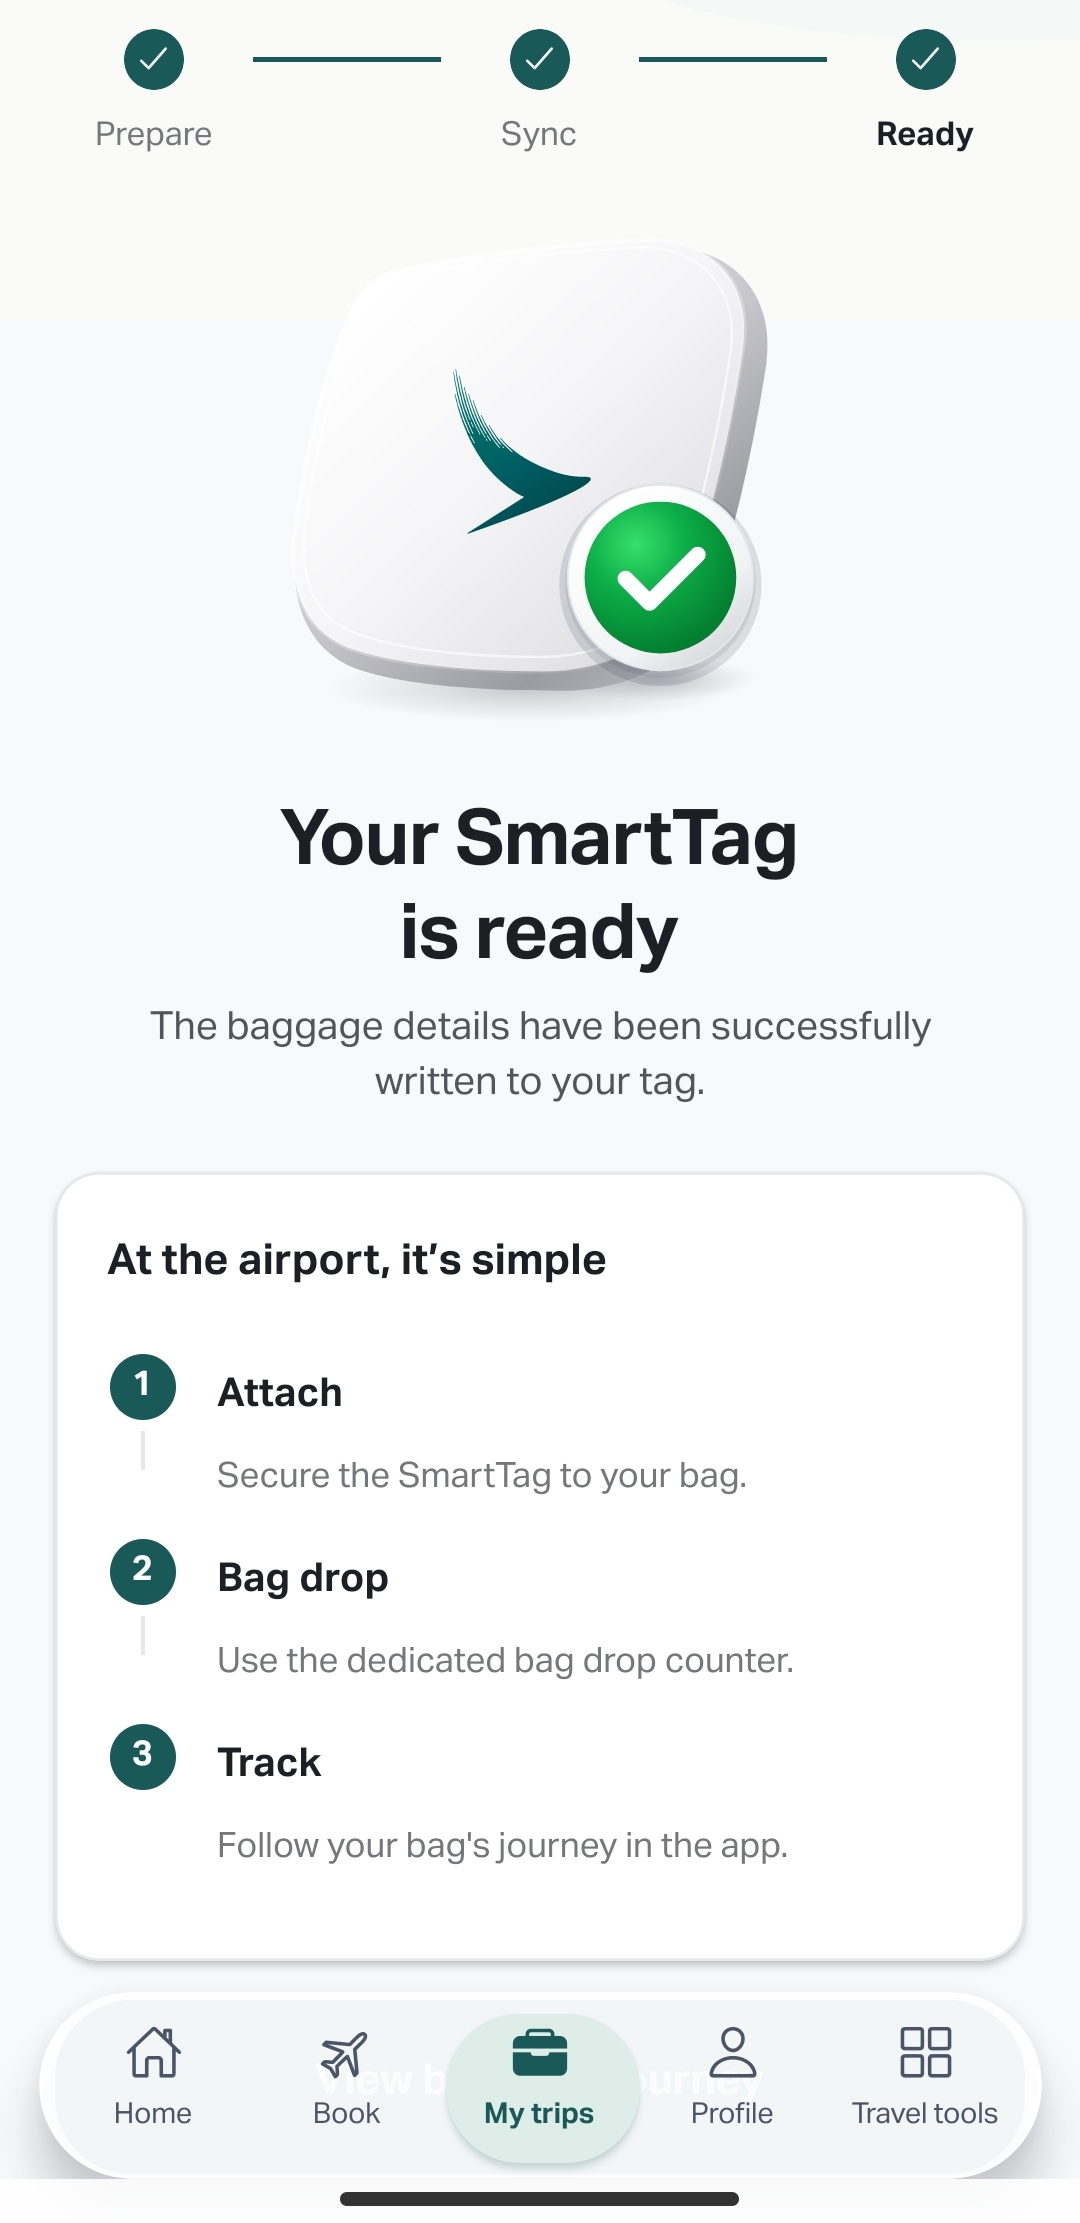 Prepare
Sync
Ready
Your SmartTag
is ready
The baggage details have been successfully
written to your tag.
At the airport, it’s simple
1
Attach
Secure the SmartTag to your bag.
2
Bag drop
Use the dedicated bag drop counter.
3
Track
Follow your bag's journey in the app.
View
Home
Book
My trips
Profile
Travel tools